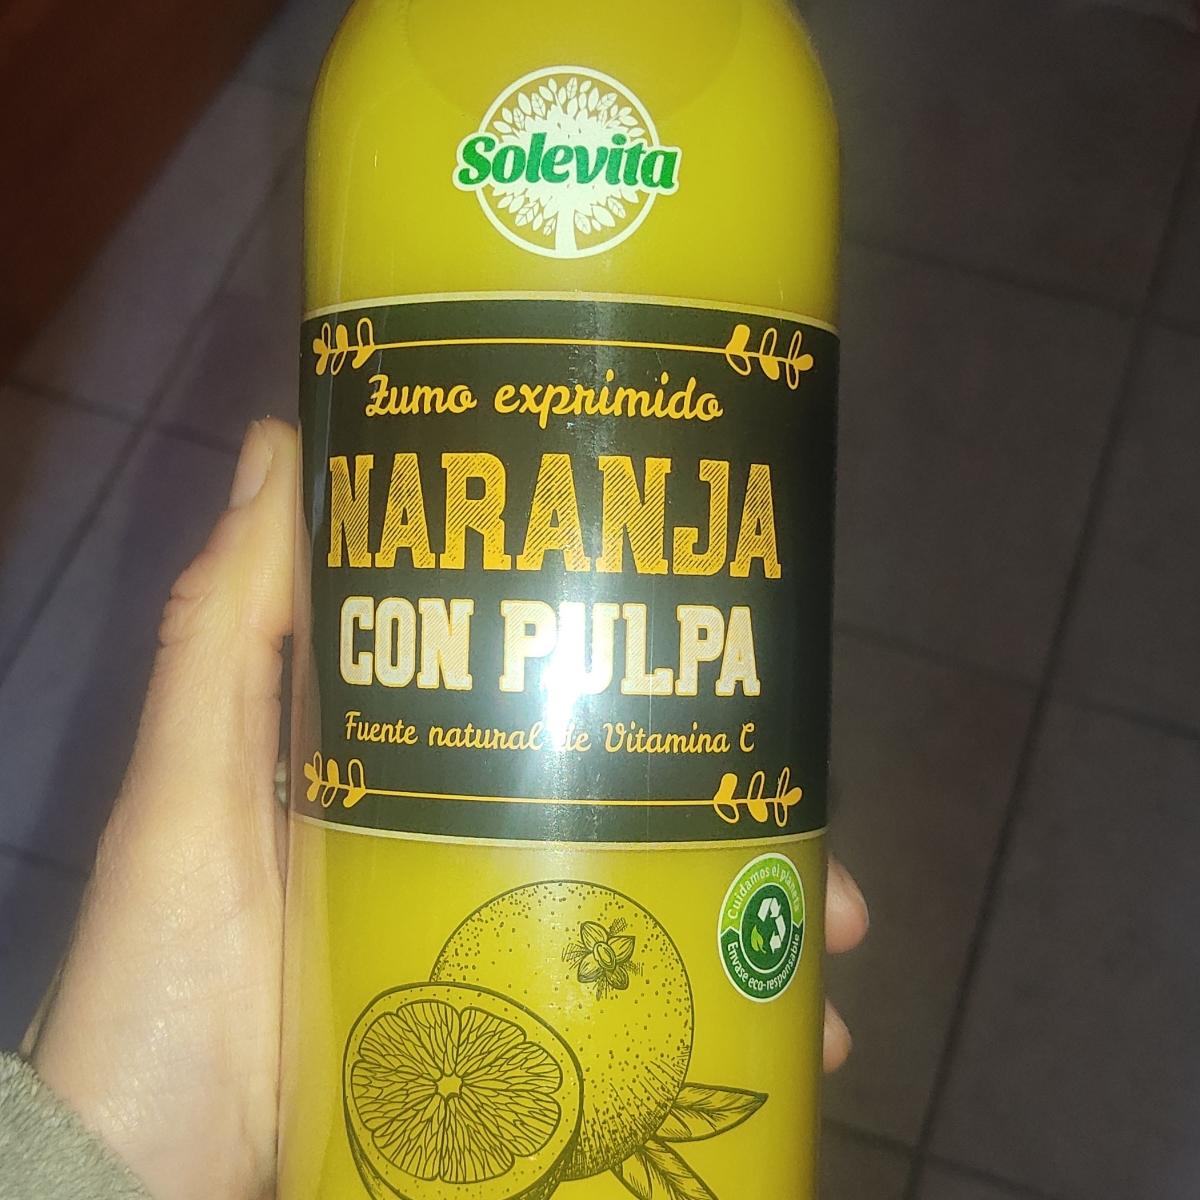 Solevita
Zumo exprimido
NARANJA
CON PULPA
Fuente natural de Vitamina C
Cuidamos el planeta
Envase eco-responsable